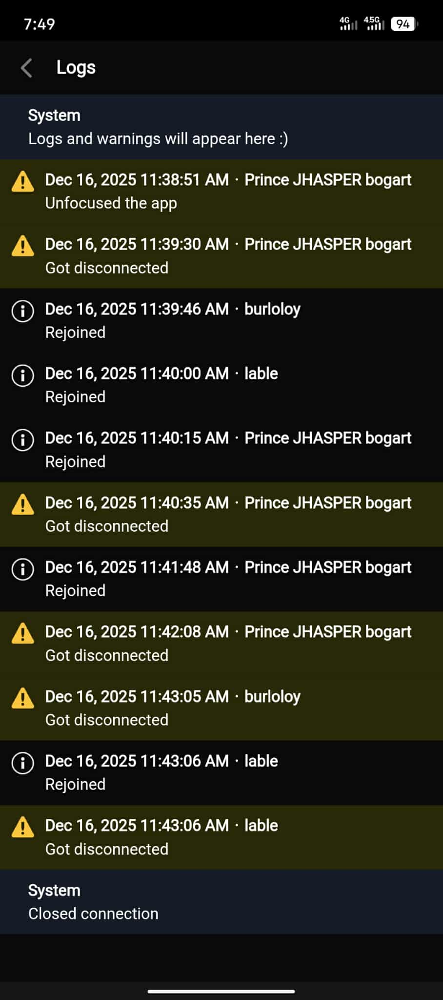 7:49
4G 4.5G 94
Logs
System
Logs and warnings will appear here :)
Dec 16, 2025 11:38:51 AM · Prince JHASPER bogart
Unfocused the app
Dec 16, 2025 11:39:30 AM · Prince JHASPER bogart
Got disconnected
Dec 16, 2025 11:39:46 AM · burloloy
Rejoined
Dec 16, 2025 11:40:00 AM · lable
Rejoined
Dec 16, 2025 11:40:15 AM · Prince JHASPER bogart
Rejoined
Dec 16, 2025 11:40:35 AM · Prince JHASPER bogart
Got disconnected
Dec 16, 2025 11:41:48 AM · Prince JHASPER bogart
Rejoined
Dec 16, 2025 11:42:08 AM · Prince JHASPER bogart
Got disconnected
Dec 16, 2025 11:43:05 AM · burloloy
Got disconnected
Dec 16, 2025 11:43:06 AM · lable
Rejoined
Dec 16, 2025 11:43:06 AM · lable
Got disconnected
System
Closed connection